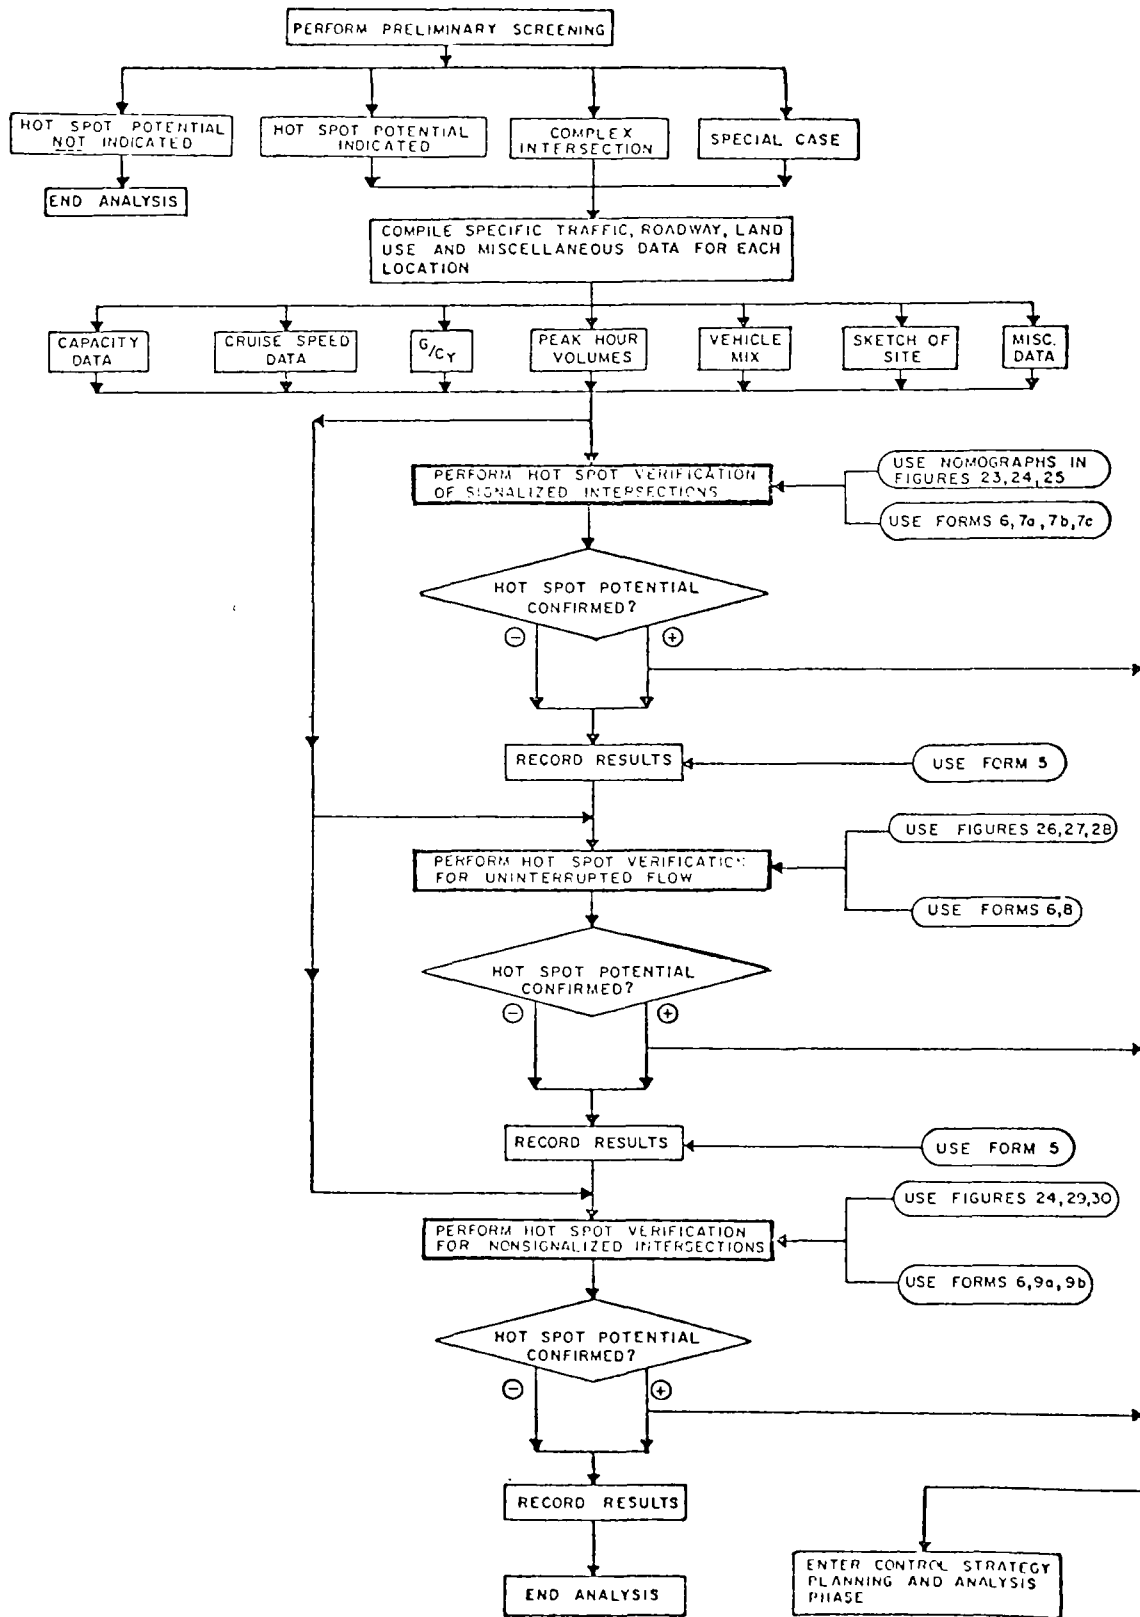 PERFORM PRELIMINARY SCREENING
HOT SPOT POTENTIAL
NOT INDICATED
HOT SPOT POTENTIAL
INDICATED
COMPLEX
INTERSECTION
SPECIAL CASE
END ANALYSIS
COMPILE SPECIFIC TRAFFIC, ROADWAY, LAND
USE AND MISCELLANEOUS DATA FOR EACH
LOCATION
CAPACITY
DATA
CRUISE SPEED
DATA
G/CY
PEAK HOUR
VOLUMES
VEHICLE
MIX
SKETCH OF
SITE
MISC.
DATA
PERFORM HOT SPOT VERIFICATION
OF SIGNALIZED INTERSECTIONS
USE NOMOGRAPHS IN
FIGURES 23, 24, 25
USE FORMS 6, 7a, 7b, 7c
HOT SPOT POTENTIAL
CONFIRMED?
- +
RECORD RESULTS
USE FORM 5
USE FIGURES 26, 27, 28
PERFORM HOT SPOT VERIFICATION
FOR UNINTERRUPTED FLOW
USE FORMS 6,8
HOT SPOT POTENTIAL
CONFIRMED?
- +
RECORD RESULTS
USE FORM 5
USE FIGURES 24, 29, 30
PERFORM HOT SPOT VERIFICATION
FOR NONSIGNALIZED INTERSECTIONS
USE FORMS 6, 9a, 9b
HOT SPOT POTENTIAL
CONFIRMED?
- +
RECORD RESULTS
END ANALYSIS
ENTER CONTROL STRATEGY
PLANNING AND ANALYSIS
PHASE